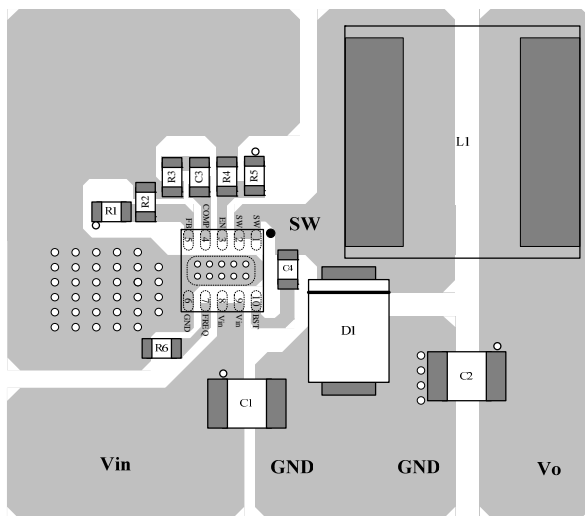 L1
R3
C3
R4
R5
R2
R1
SW
FB
COMP
EN
SW
SW
5
4
3
2
1
C4
6
7
8
9
10
GND
FREQ
Vin
Vin
BST
D1
R6
C1
C2
Vin
GND
GND
Vo